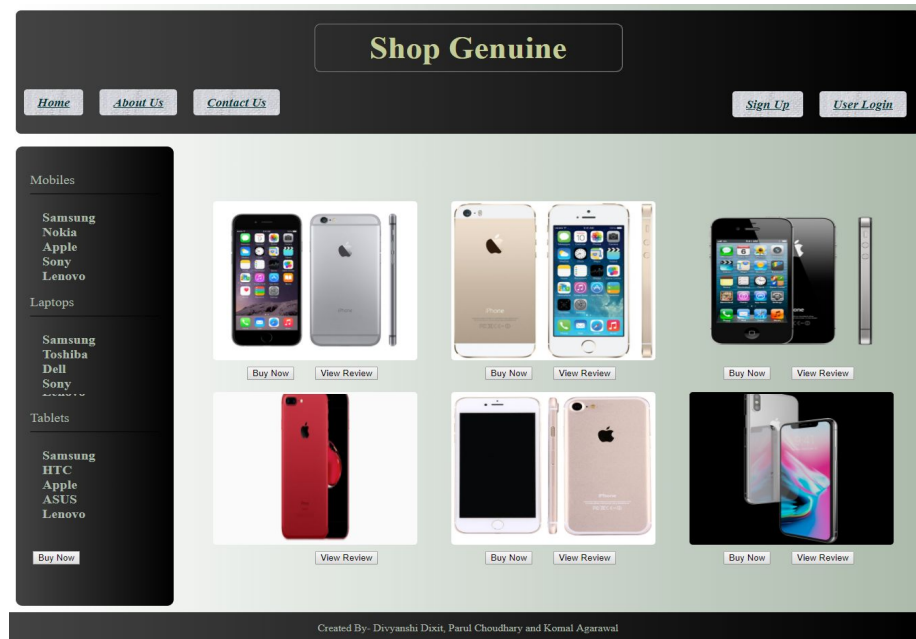 Shop Genuine
Home About Us Contact Us Sign Up User Login
Mobiles
Samsung
Nokia
Apple
Sony
Lenovo
Laptops
Samsung
Toshiba
Dell
Sony
Tablets
Samsung
HTC
Apple
ASUS
Lenovo
Buy Now
iPhone
iPhone
Buy Now View Review Buy Now View Review Buy Now View Review
iPhone
View Review Buy Now View Review Buy Now View Review
Created By- Divyanshi Dixit, Parul Choudhary and Komal Agarawal